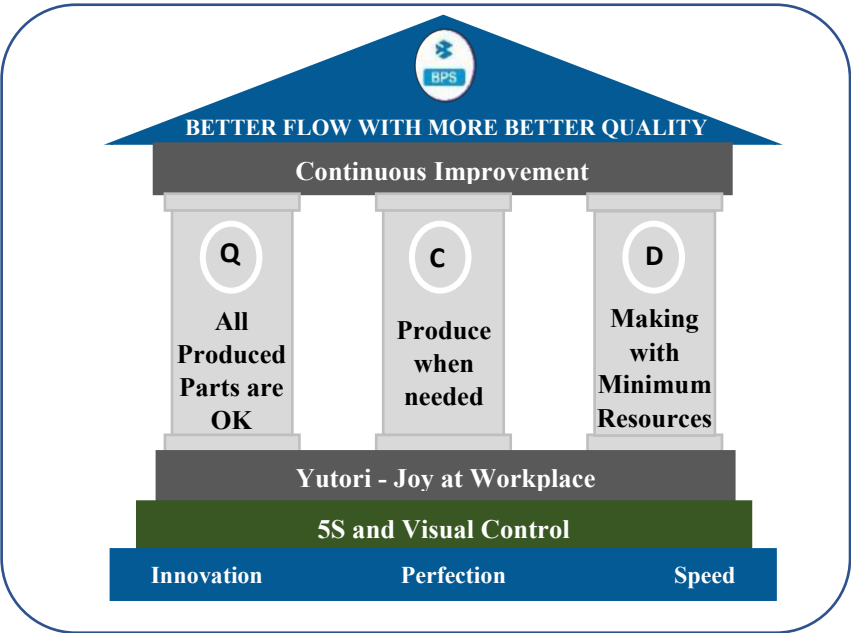 BPS
BETTER FLOW WITH MORE BETTER QUALITY
Continuous Improvement
Q
All
Produced
Parts are
OK
C
Produce
when
needed
D
Making
with
Minimum
Resources
Yutori - Joy at Workplace
5S and Visual Control
Innovation Perfection Speed